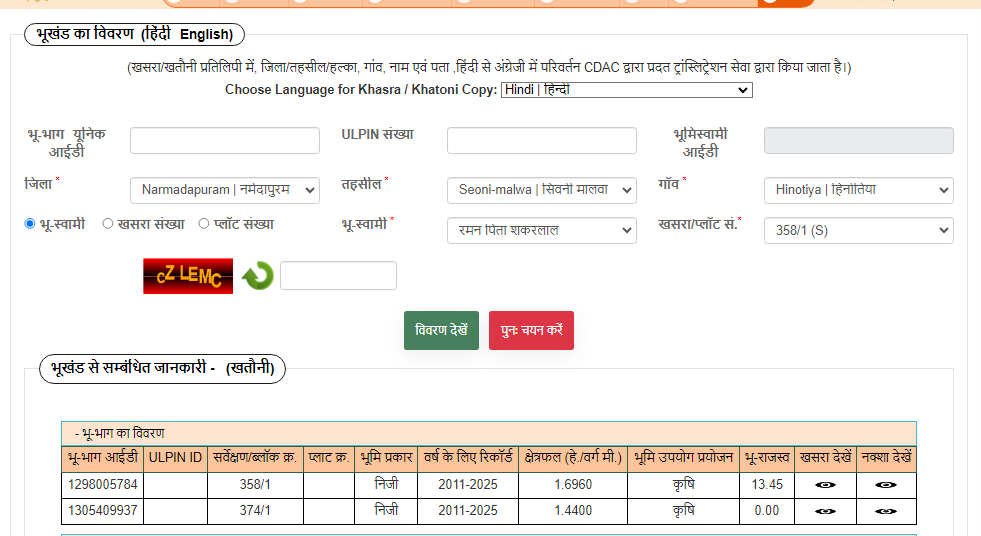 भूखंड का विवरण (हिंदी English)
(खसरा/खतौनी प्रतिलिपी में, जिला/तहसील/हल्का, गांव, नाम एवं पता ,हिंदी से अंग्रेजी में परिवर्तन CDAC द्वारा प्रदत ट्रांस्लिट्रेशन सेवा द्वारा किया जाता है।)
Choose Language for Khasra / Khatoni Copy: Hindi | हिन्दी
भू-भाग यूनिक आईडी ULPIN संख्या भूमिस्वामी आईडी
जिला * Narmadapuram | नर्मदापुरम तहसील * Seoni-malwa | सिवनी मालवा गाँव * Hinotiya | हिनोतिया
भू-स्वामी खसरा संख्या प्लॉट संख्या भू-स्वामी * रमन पिता शंकरलाल खसरा/प्लॉट सं.* 358/1 (S)
cZ LEMC
विवरण देखें पुनः चयन करें
भूखंड से सम्बंधित जानकारी - (खतौनी)
- भू-भाग का विवरण
भू-भाग आईडी ULPIN ID सर्वेक्षण/ब्लॉक क्र. प्लाट क्र. भूमि प्रकार वर्ष के लिए रिकॉर्ड क्षेत्रफल (हे./वर्ग मी.) भूमि उपयोग प्रयोजन भू-राजस्व खसरा देखें नक्शा देखें
1298005784 358/1 निजी 2011-2025 1.6960 कृषि 13.45
1305409937 374/1 निजी 2011-2025 1.4400 कृषि 0.00